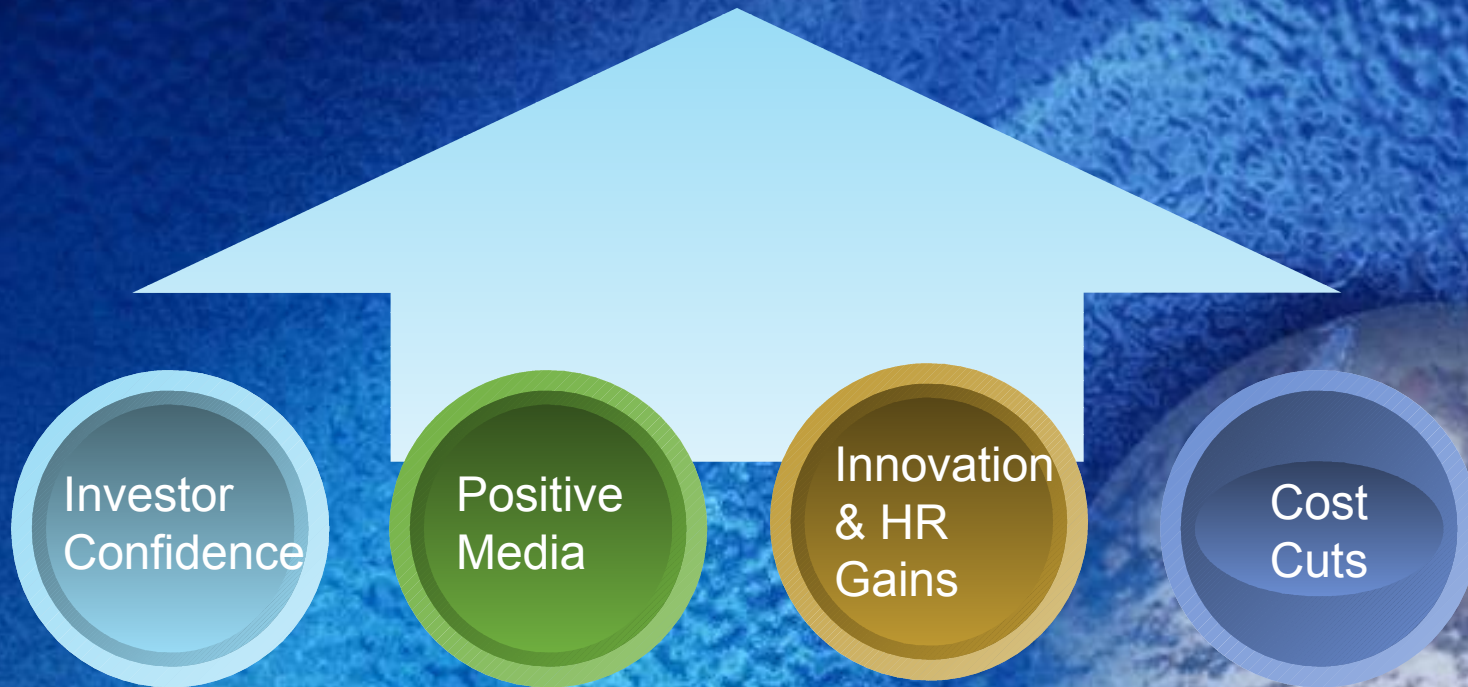 Investor
Confidence
Positive
Media
Innovation
& HR
Gains
Cost
Cuts